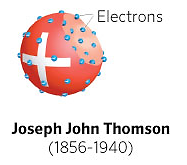 Electrons
Joseph John Thomson
(1856-1940)